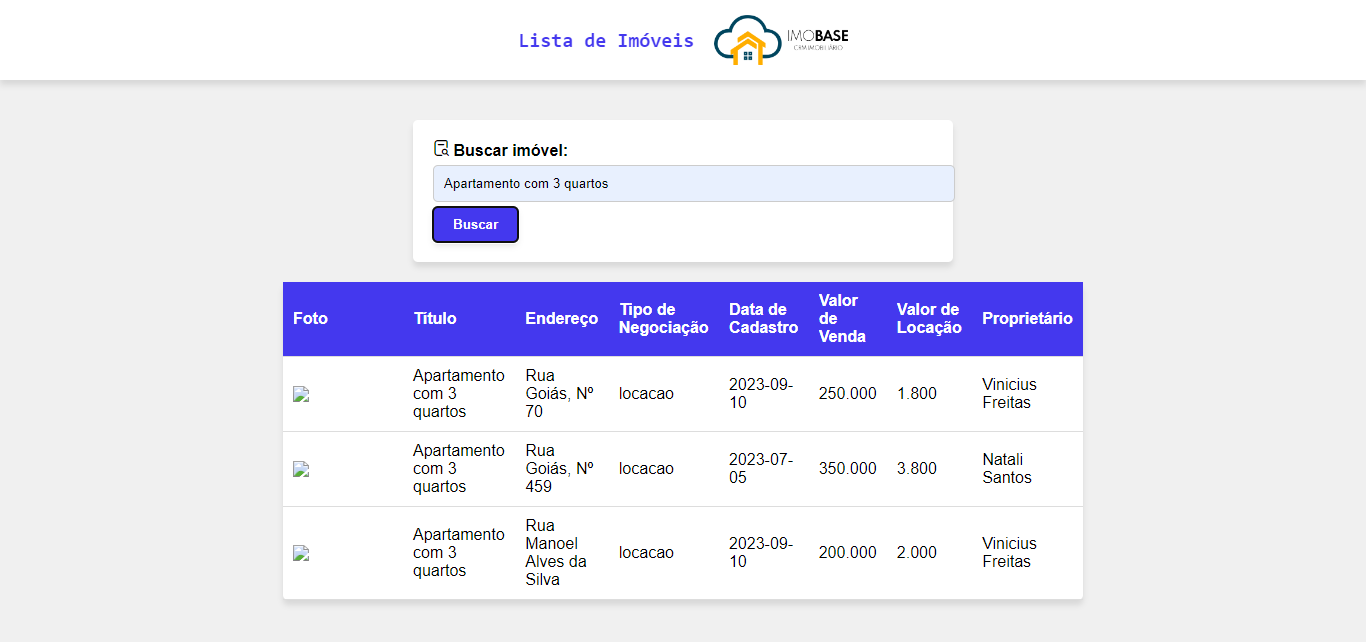 Lista de Imóveis
IMOBASE
CRM IMOBILIÁRIO
Buscar imóvel:
Apartamento com 3 quartos
Buscar
Foto
Título
Endereço
Tipo de
Negociação
Data de
Cadastro
Valor
de
Venda
Valor de
Locação
Proprietário
Apartamento
com 3
quartos
Rua
Goiás, Nº
70
locacao
2023-09-
10
250.000
1.800
Vinicius
Freitas
Apartamento
com 3
quartos
Rua
Goiás, Nº
459
locacao
2023-07-
05
350.000
3.800
Natali
Santos
Apartamento
com 3
quartos
Rua
Manoel
Alves da
Silva
locacao
2023-09-
10
200.000
2.000
Vinicius
Freitas